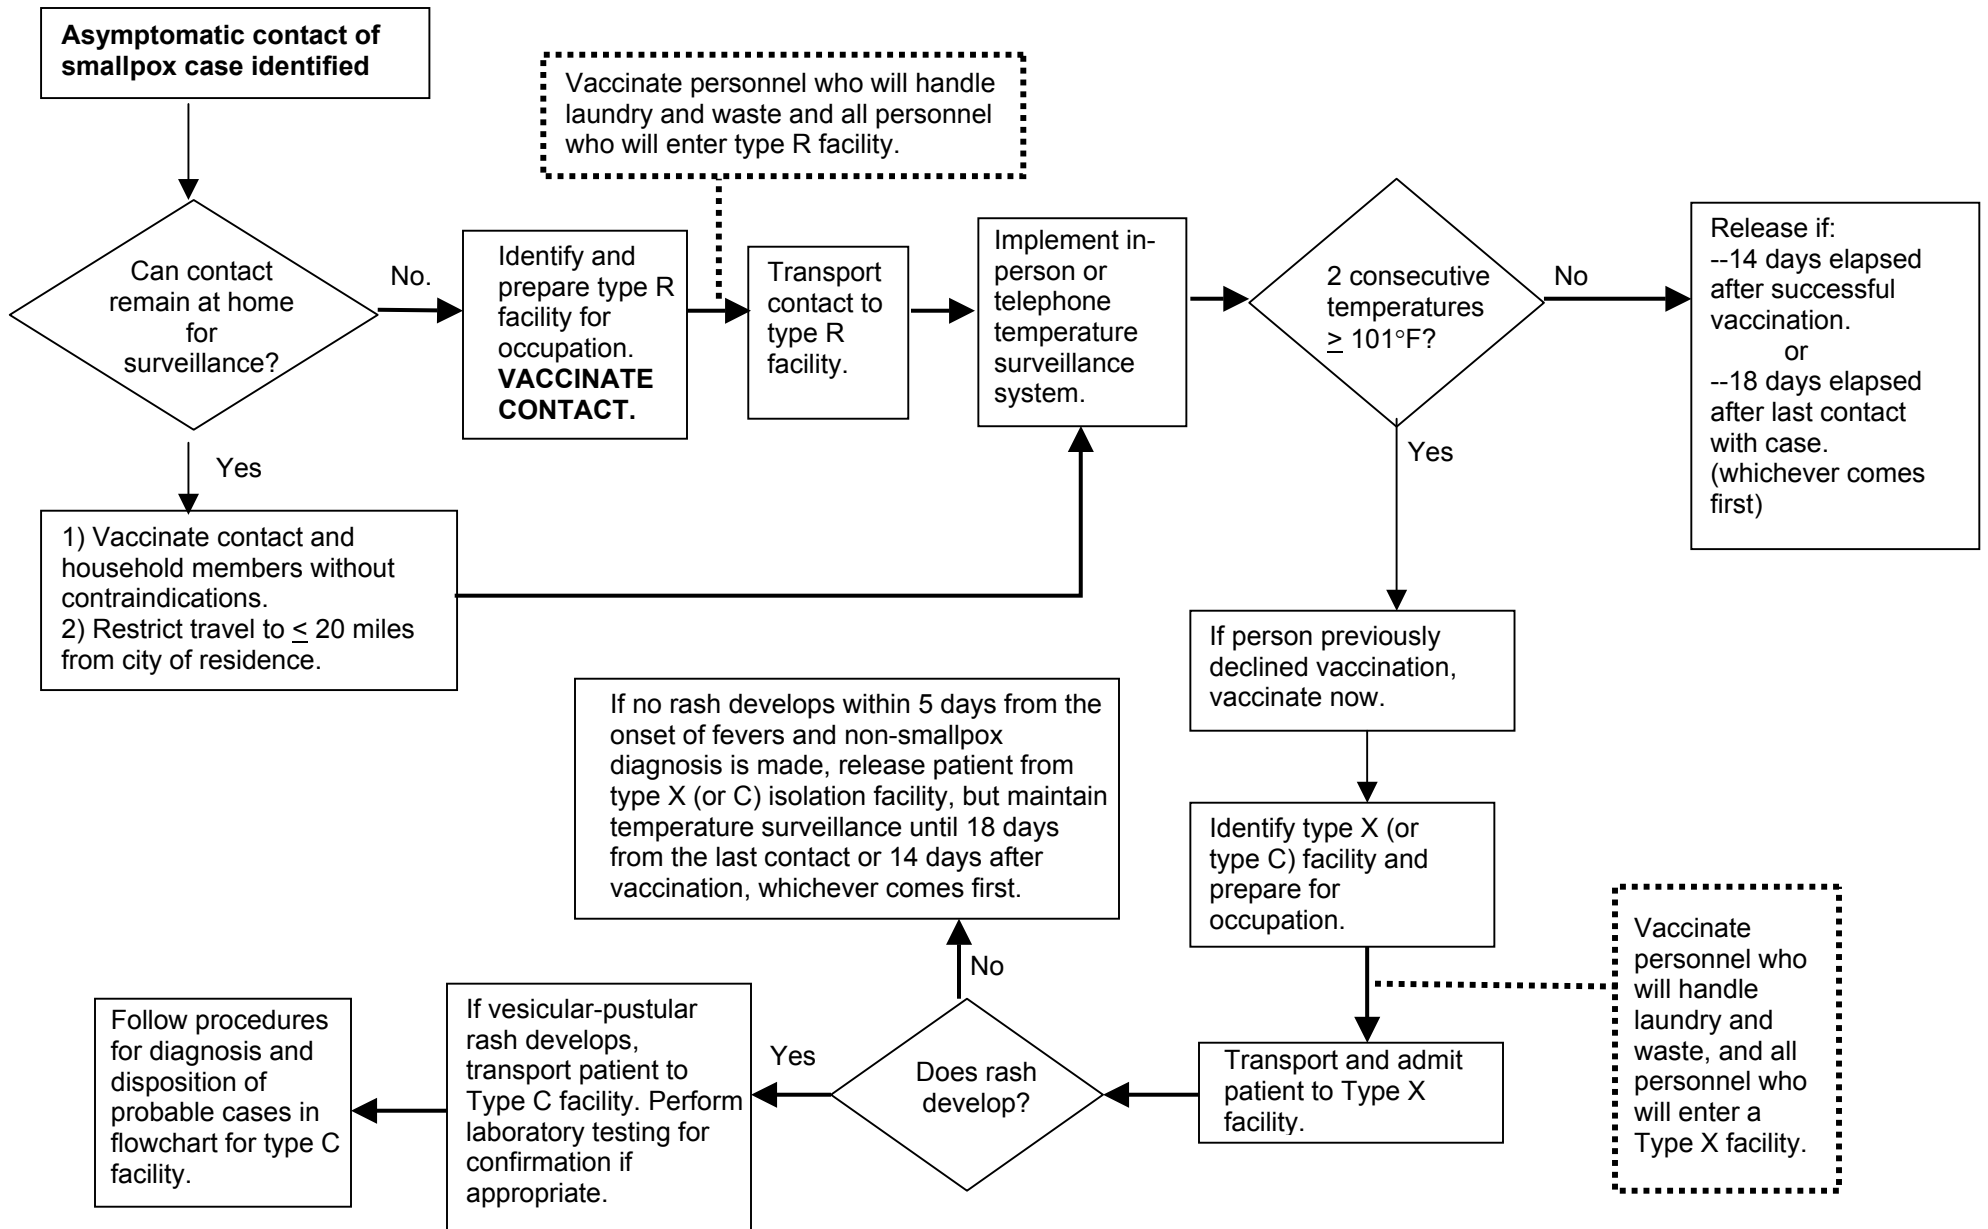 Asymptomatic contact of
smallpox case identified
Vaccinate personnel who will handle
laundry and waste and all personnel
who will enter type R facility.
Can contact
remain at home
for
surveillance?
No.
Yes
Identify and
prepare type R
facility for
occupation.
VACCINATE
CONTACT.
Transport
contact to
type R
facility.
Implement in-
person or
telephone
temperature
surveillance
system.
2 consecutive
temperatures
≥ 101°F?
No
Yes
Release if:
--14 days elapsed
after successful
vaccination.
or
--18 days elapsed
after last contact
with case.
(whichever comes
first)
1) Vaccinate contact and
household members without
contraindications.
2) Restrict travel to ≤ 20 miles
from city of residence.
If person previously
declined vaccination,
vaccinate now.
Identify type X (or
type C) facility and
prepare for
occupation.
Vaccinate
personnel who
will handle
laundry and
waste, and all
personnel who
will enter a
Type X facility.
Transport and admit
patient to Type X
facility.
Does rash
develop?
No
Yes
If no rash develops within 5 days from the
onset of fevers and non-smallpox
diagnosis is made, release patient from
type X (or C) isolation facility, but maintain
temperature surveillance until 18 days
from the last contact or 14 days after
vaccination, whichever comes first.
If vesicular-pustular
rash develops,
transport patient to
Type C facility. Perform
laboratory testing for
confirmation if
appropriate.
Follow procedures
for diagnosis and
disposition of
probable cases in
flowchart for type C
facility.